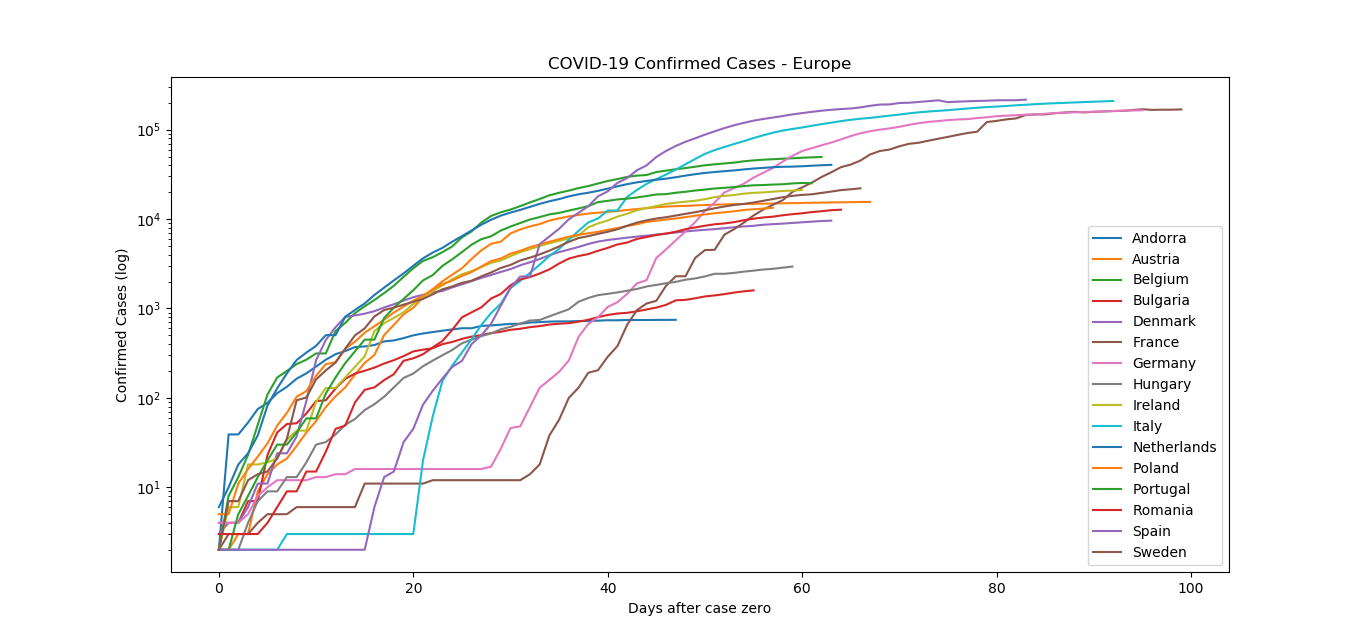 COVID-19 Confirmed Cases - Europe
Confirmed Cases (log)
10^5
10^4
10^3
10^2
10^1
0 20 40 60 80 100
Days after case zero
Andorra
Austria
Belgium
Bulgaria
Denmark
France
Germany
Hungary
Ireland
Italy
Netherlands
Poland
Portugal
Romania
Spain
Sweden